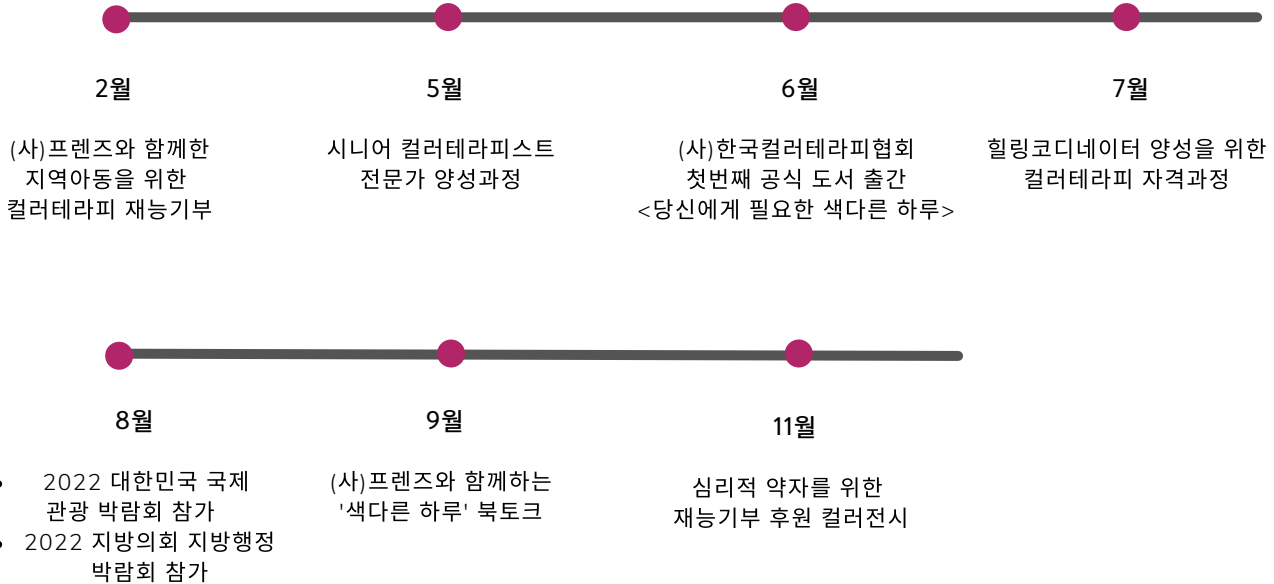 2월
(사)프렌즈와 함께한
지역아동을 위한
컬러테라피 재능기부
5월
시니어 컬러테라피스트
전문가 양성과정
6월
(사)한국컬러테라피협회
첫번째 공식 도서 출간
<당신에게 필요한 색다른 하루>
7월
힐링코디네이터 양성을 위한
컬러테라피 자격과정
8월
• 2022 대한민국 국제
관광 박람회 참가
• 2022 지방의회 지방행정
박람회 참가
9월
(사)프렌즈와 함께하는
'색다른 하루' 북토크
11월
심리적 약자를 위한
재능기부 후원 컬러전시